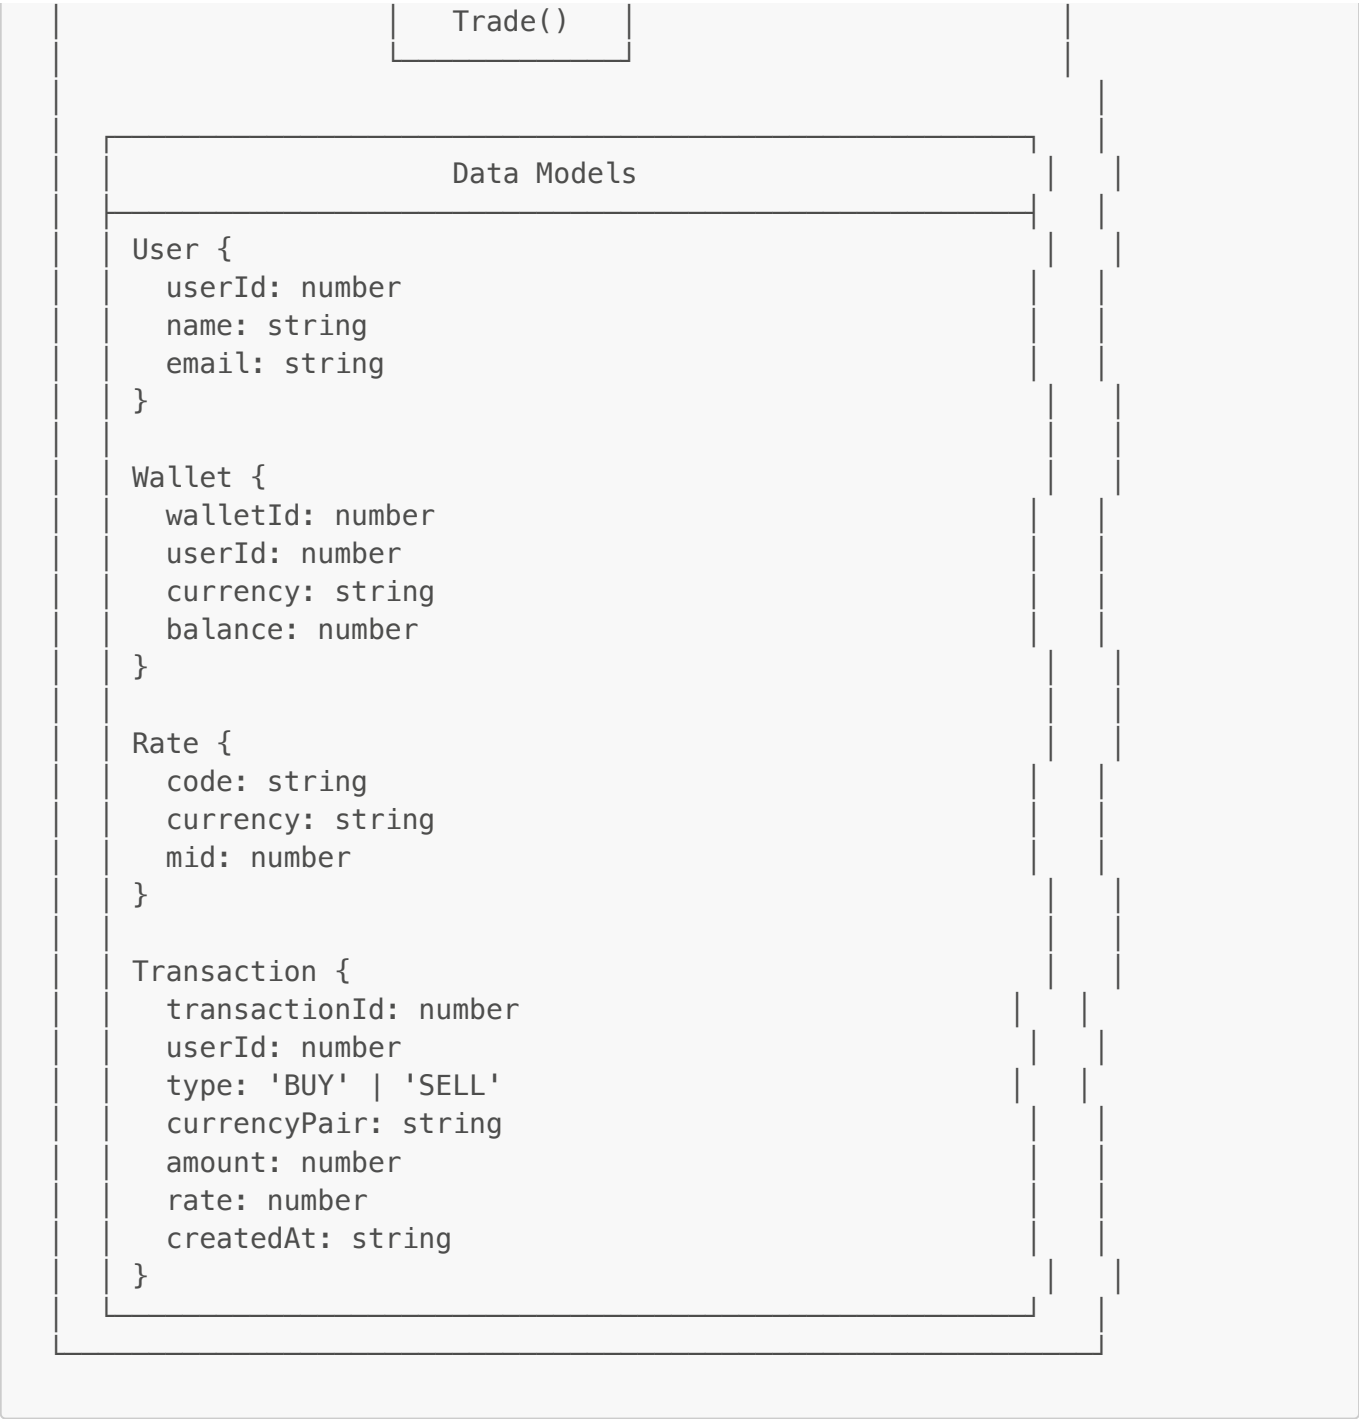 Trade()
Data Models
User {
userId: number
name: string
email: string
}
Wallet {
walletId: number
userId: number
currency: string
balance: number
}
Rate {
code: string
currency: string
mid: number
}
Transaction {
transactionId: number
userId: number
type: 'BUY' | 'SELL'
currencyPair: string
amount: number
rate: number
createdAt: string
}